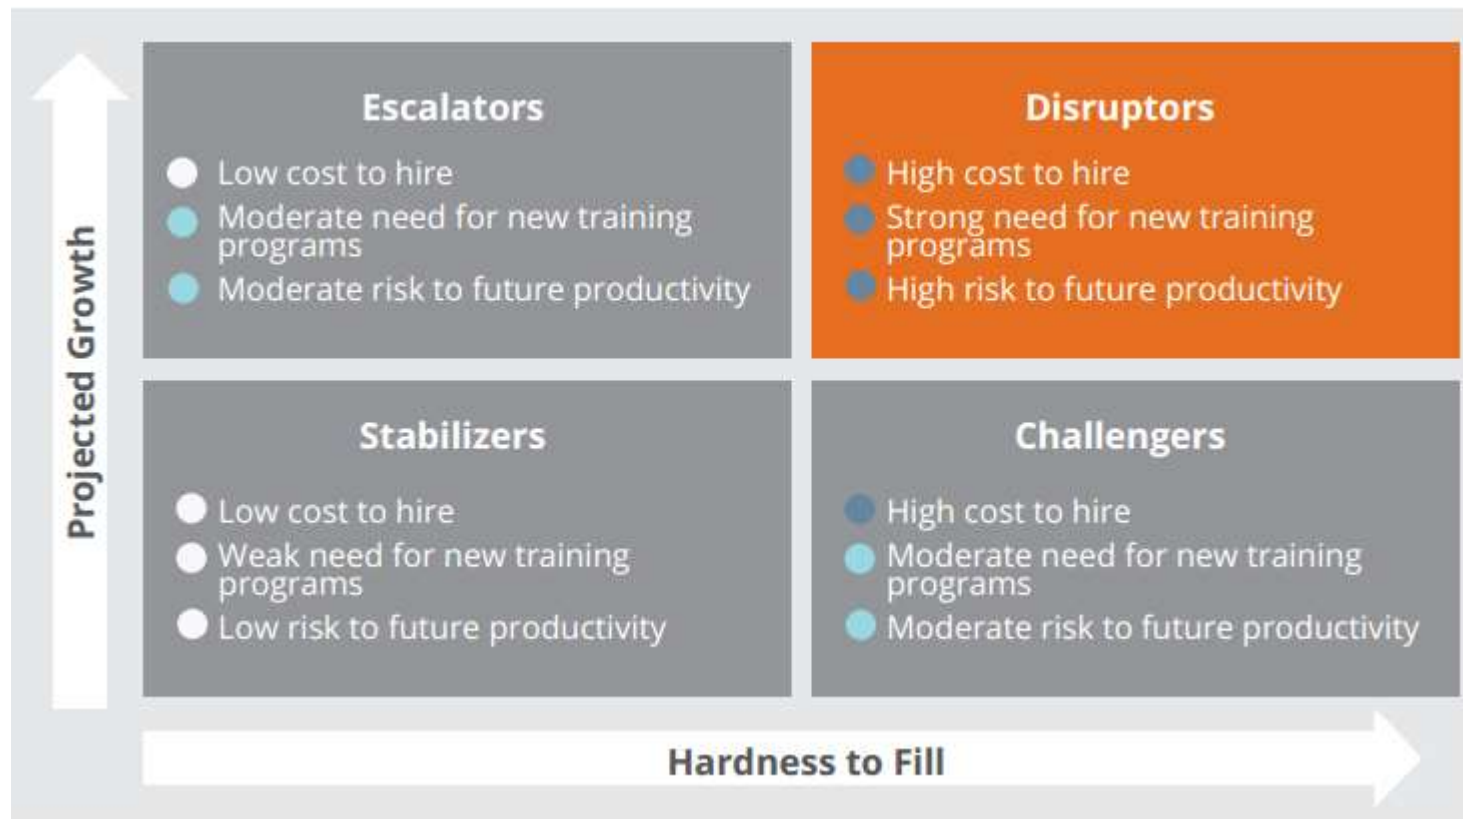 Projected Growth
Escalators
Low cost to hire
Moderate need for new training
programs
Moderate risk to future productivity
Disruptors
High cost to hire
Strong need for new training
programs
High risk to future productivity
Stabilizers
Low cost to hire
Weak need for new training
programs
Low risk to future productivity
Challengers
High cost to hire
Moderate need for new training
programs
Moderate risk to future productivity
Hardness to Fill